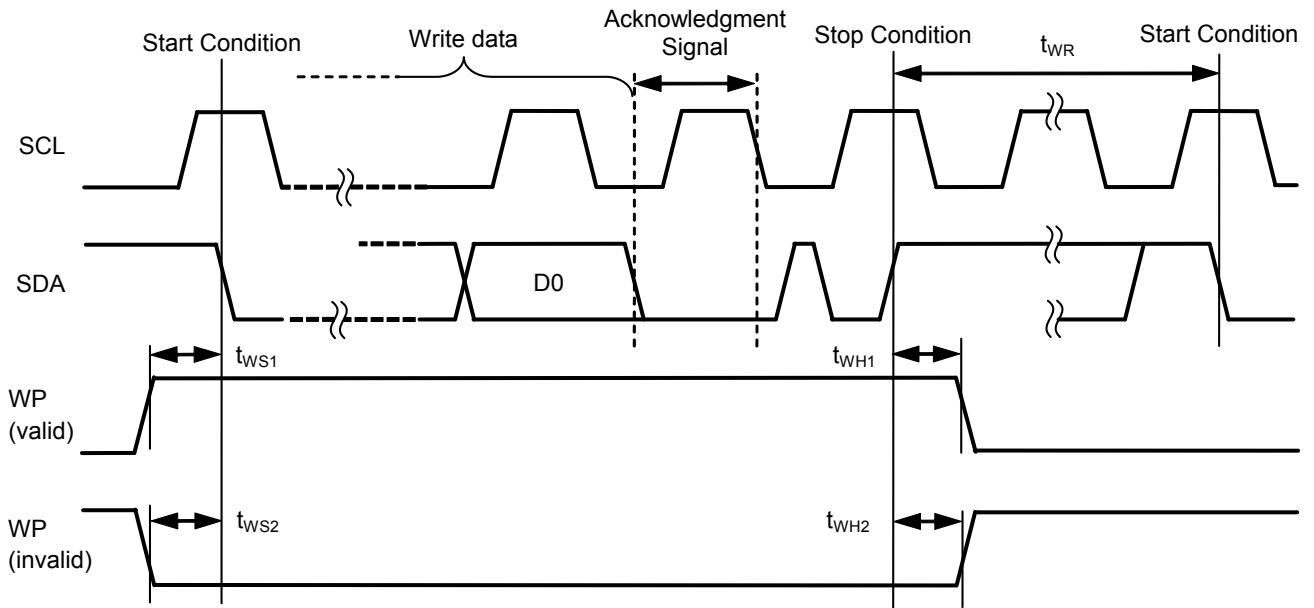 Start Condition
Write data
Acknowledgment
Signal
Stop Condition
tWR
Start Condition
SCL
SDA
D0
tWS1
tWH1
WP
(valid)
tWS2
tWH2
WP
(invalid)